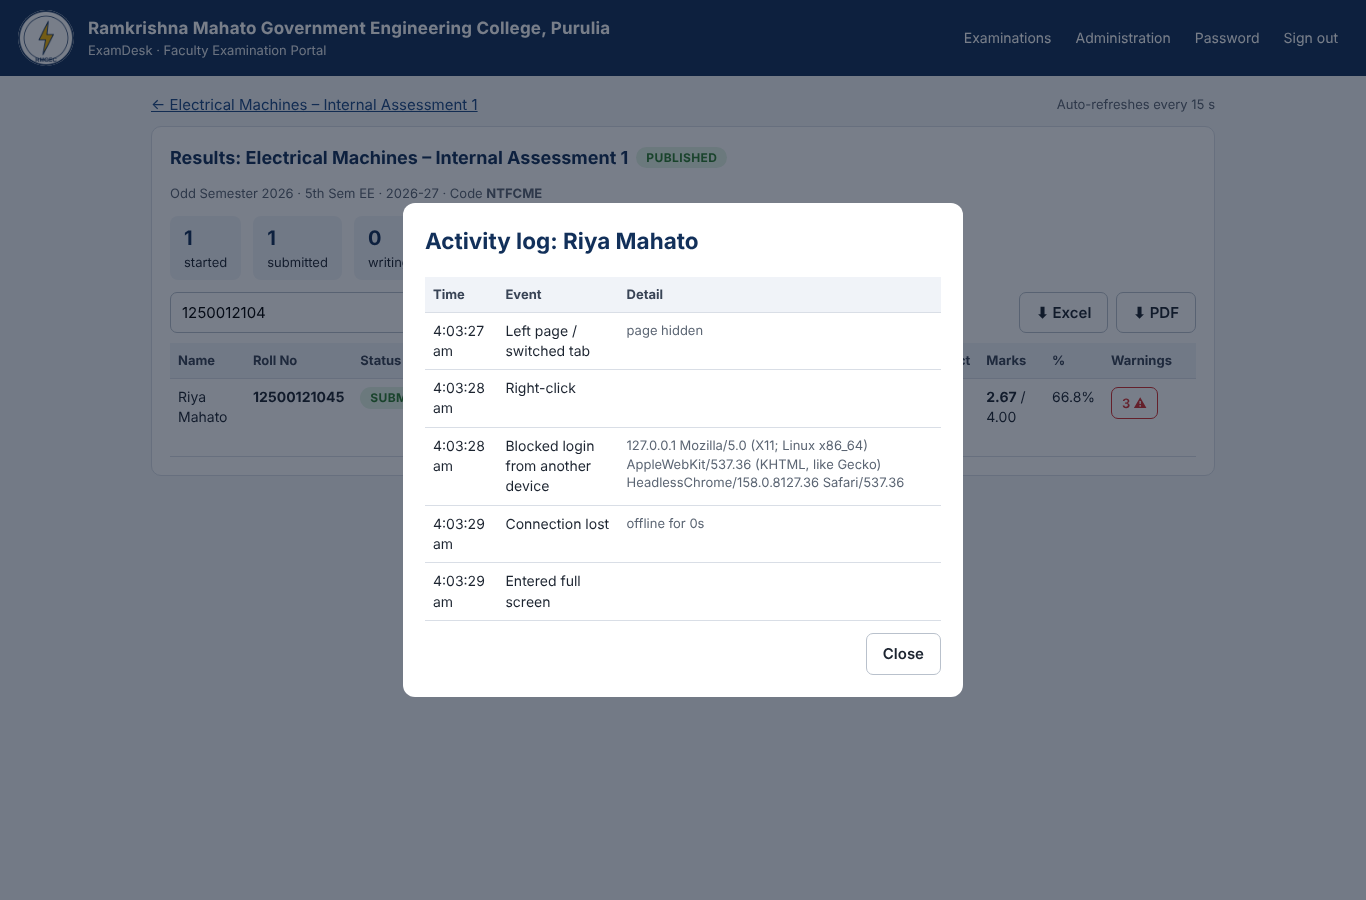 Ramkrishna Mahato Government Engineering College, Purulia
ExamDesk · Faculty Examination Portal
Examinations Administration Password Sign out
← Electrical Machines – Internal Assessment 1
Auto-refreshes every 15 s
Results: Electrical Machines – Internal Assessment 1 PUBLISHED
Odd Semester 2026 · 5th Sem EE · 2026-27 · Code NTFCME
1
started
1
submitted
0
1250012104
⬇ Excel ⬇ PDF
Name Roll No Status Marks % Warnings
Riya
Mahato
12500121045
2.67 /
4.00
66.8%
3 ⚠
Activity log: Riya Mahato
Time Event Detail
4:03:27
am
Left page /
switched tab
page hidden
4:03:28
am
Right-click
4:03:28
am
Blocked login
from another
device
127.0.0.1 Mozilla/5.0 (X11; Linux x86_64)
AppleWebKit/537.36 (KHTML, like Gecko)
HeadlessChrome/158.0.8127.36 Safari/537.36
4:03:29
am
Connection lost
offline for 0s
4:03:29
am
Entered full
screen
Close